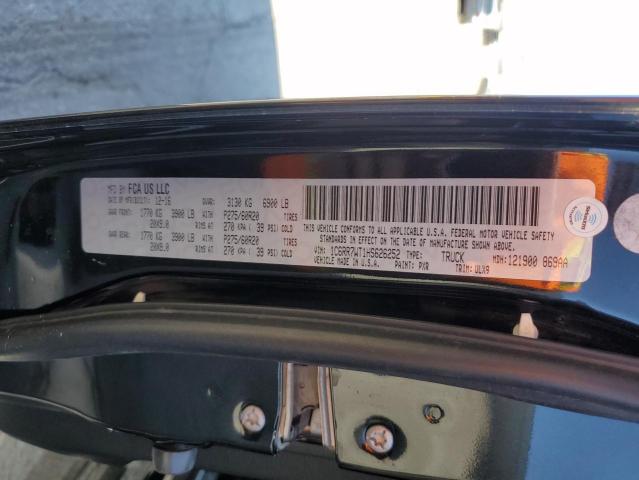 MFD BY FCA US LLC
DATE OF MFR 12-16 GVWR: 3130 KG 6900 LB
GAWR FRONT: 1770 KG 3900 LB WITH P275/60R20 TIRES
20X9.0 RIMS AT 270 KPA ( 39 PSI) COLD
GAWR REAR: 1770 KG 3900 LB WITH P275/60R20 TIRES
20X9.0 RIMS AT 270 KPA ( 39 PSI) COLD
THIS VEHICLE CONFORMS TO ALL APPLICABLE U.S.A. FEDERAL MOTOR VEHICLE SAFETY
STANDARDS IN EFFECT ON THE DATE OF MANUFACTURE SHOWN ABOVE.
VIN: 1C6RR7WT1HS626252 TYPE: TRUCK MDH: 121900 869AA
VEHICLE MADE IN U.S.A. PAINT: PXR TRIM: ULX9